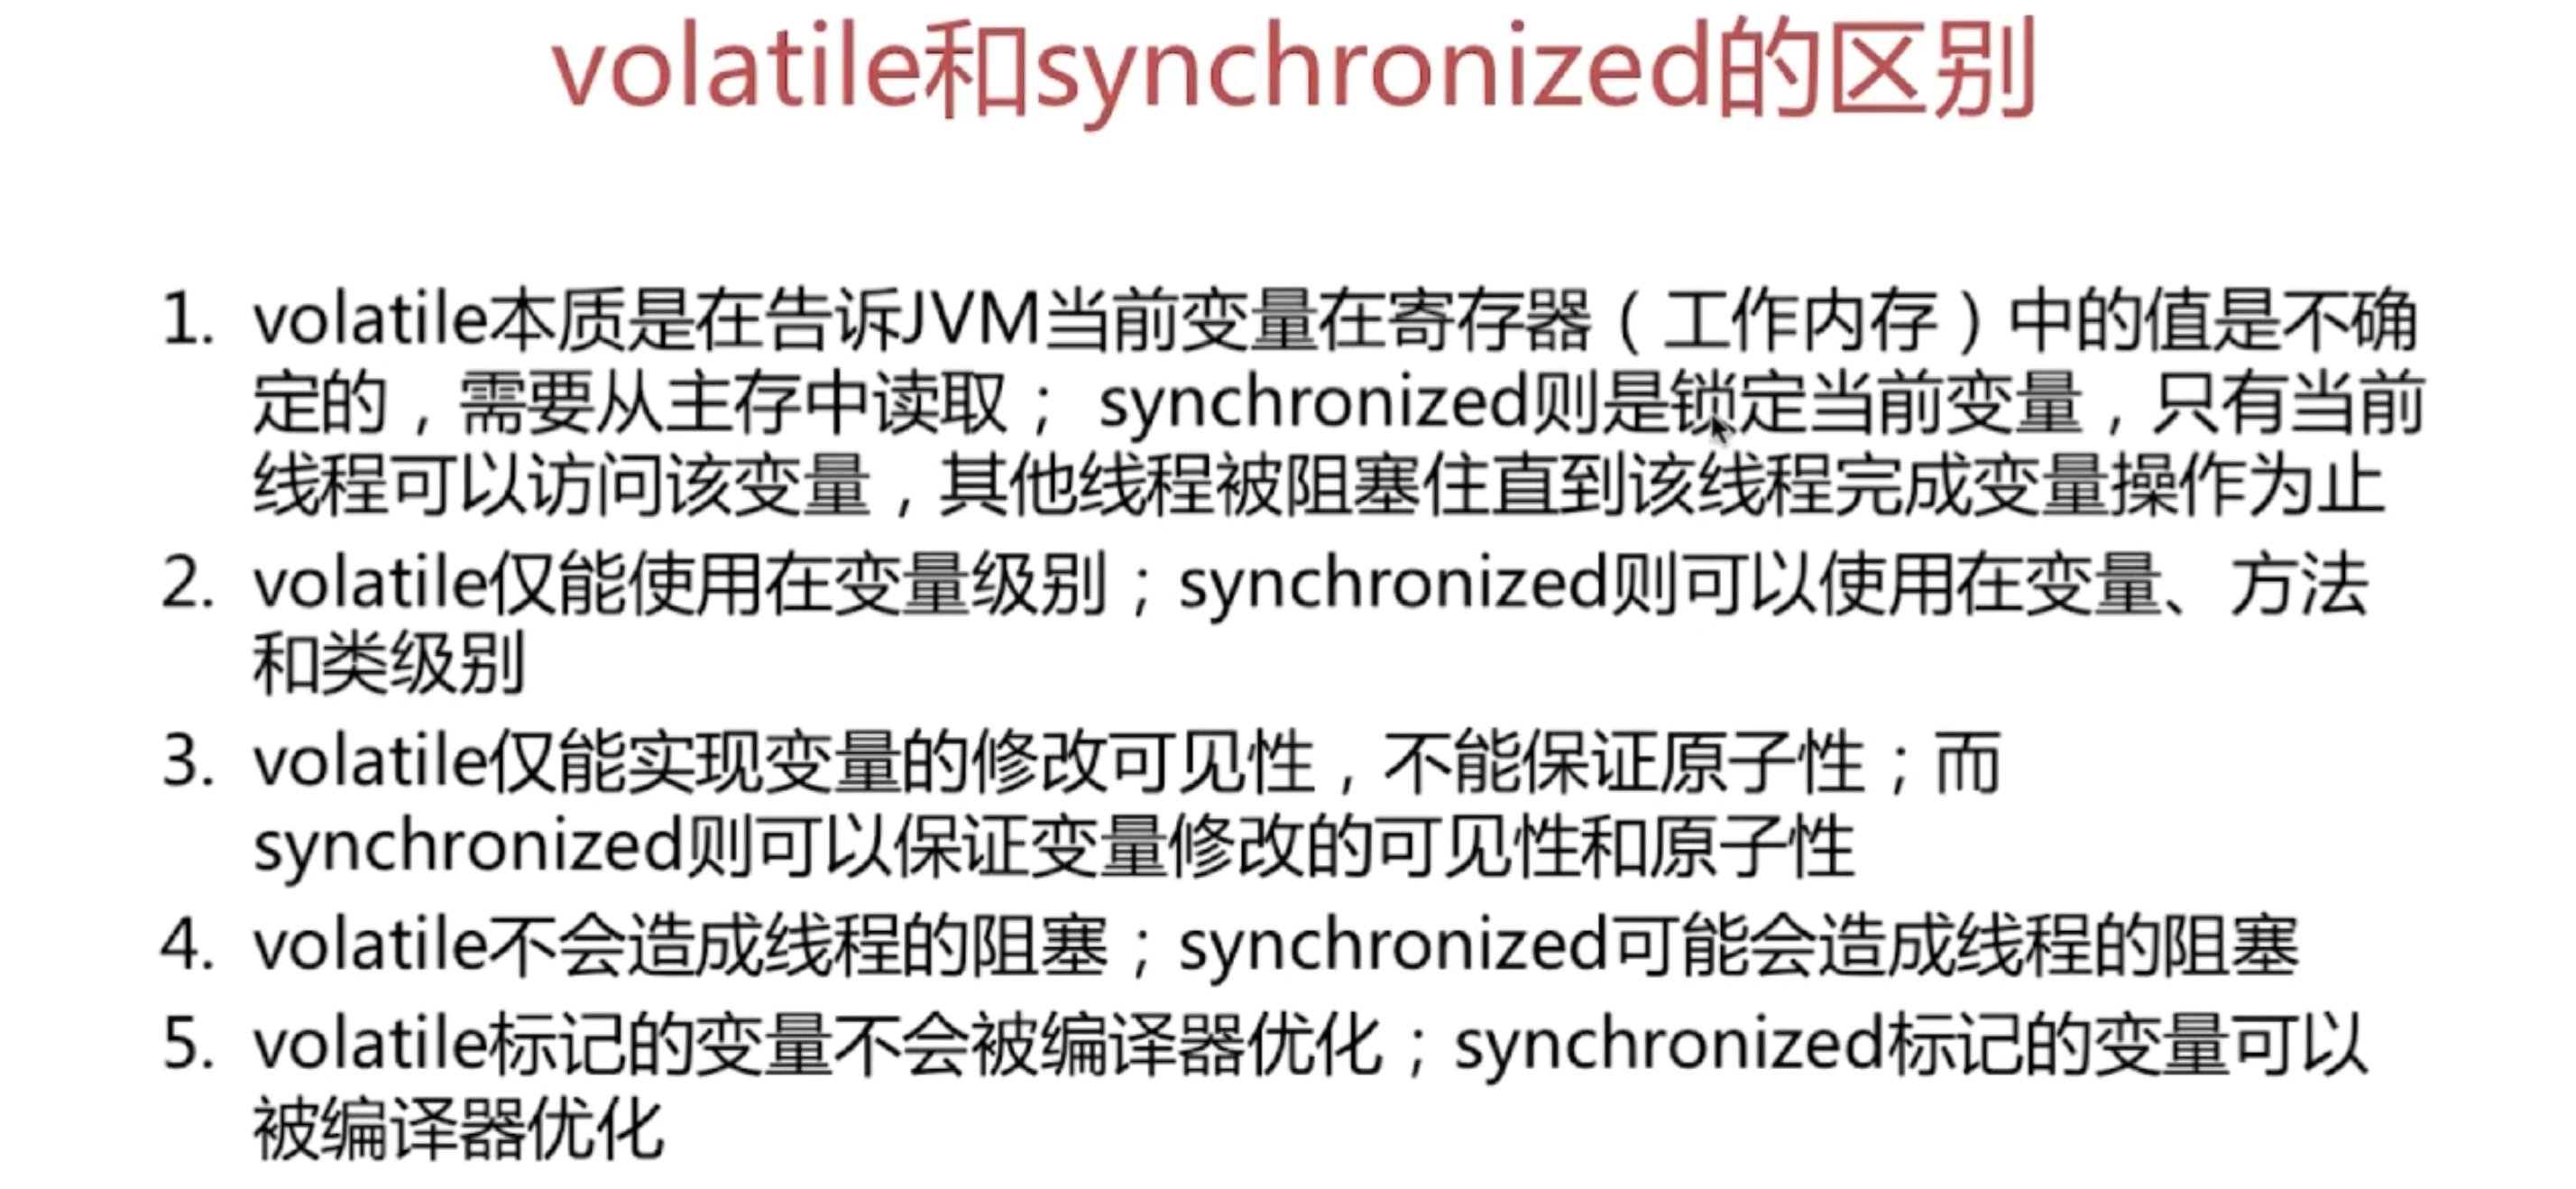 volatile和synchronized的区别
1. volatile本质是在告诉JVM当前变量在寄存器（工作内存）中的值是不确
定的，需要从主存中读取； synchronized则是锁定当前变量，只有当前
线程可以访问该变量，其他线程被阻塞住直到该线程完成变量操作为止
2. volatile仅能使用在变量级别；synchronized则可以使用在变量、方法
和类级别
3. volatile仅能实现变量的修改可见性，不能保证原子性；而
synchronized则可以保证变量修改的可见性和原子性
4. volatile不会造成线程的阻塞；synchronized可能会造成线程的阻塞
5. volatile标记的变量不会被编译器优化；synchronized标记的变量可以
被编译器优化